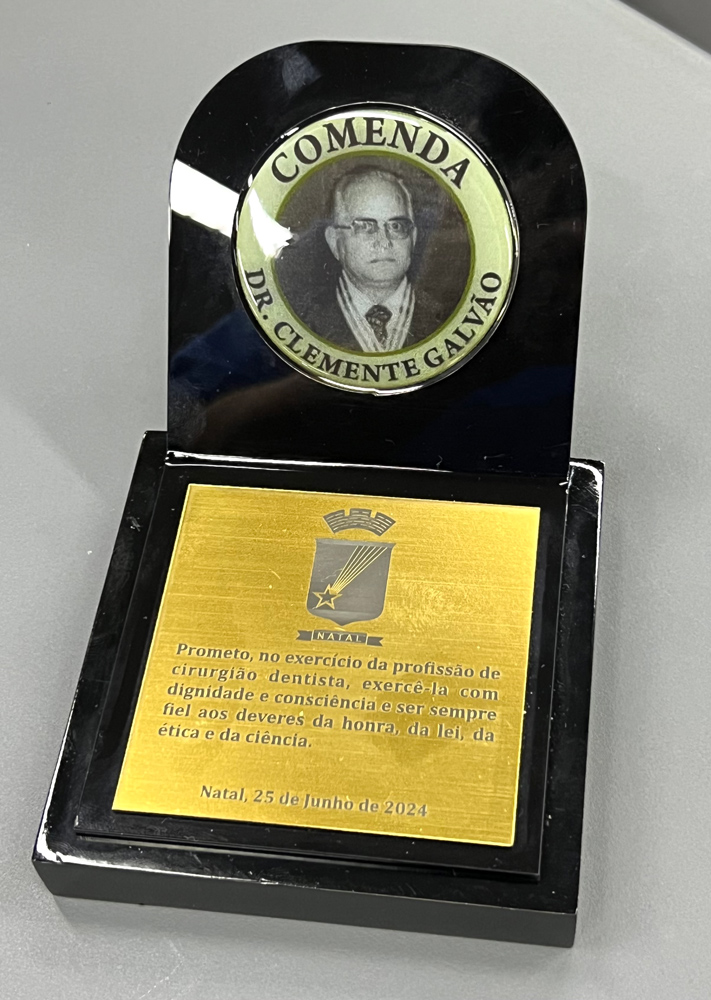 COMENDA
DR. CLEMENTE GALVÃO
NATAL
Prometo, no exercício da profissão de
cirurgião dentista, exercê-la com
dignidade e consciência e ser sempre
fiel aos deveres da honra, da lei, da
ética e da ciência.
Natal, 25 de Junho de 2024